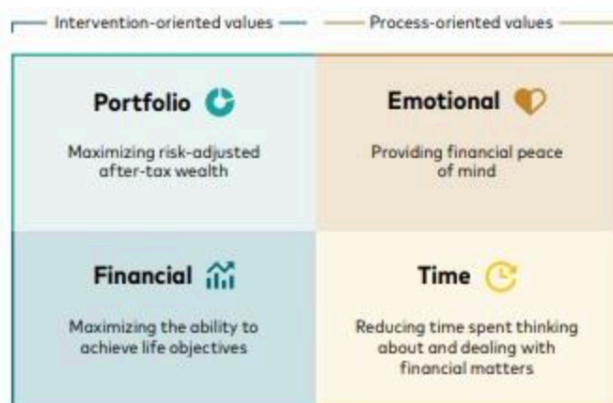 Intervention-oriented values
Process-oriented values
Portfolio
Maximizing risk-adjusted
after-tax wealth
Emotional
Providing financial peace
of mind
Financial
Maximizing the ability to
achieve life objectives
Time
Reducing time spent thinking
about and dealing with
financial matters